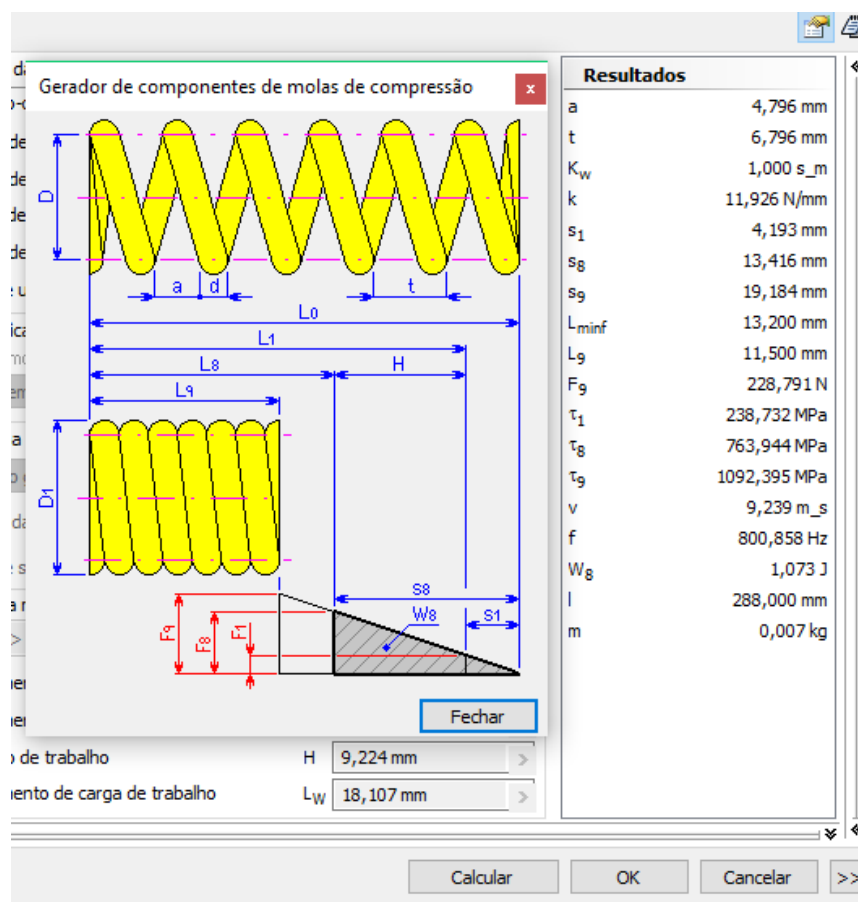 Gerador de componentes de molas de compressão
x
D
a
d
t
L0
L1
L8
H
L9
D1
s8
W8
s1
F9
F8
F1
Fechar
de trabalho H 9,224 mm >
ento de carga de trabalho LW 18,107 mm >
Resultados
a 4,796 mm
t 6,796 mm
Kw 1,000 s_m
k 11,926 N/mm
s1 4,193 mm
s8 13,416 mm
s9 19,184 mm
Lminf 13,200 mm
L9 11,500 mm
F9 228,791 N
τ1 238,732 MPa
τ8 763,944 MPa
τ9 1092,395 MPa
v 9,239 m_s
f 800,858 Hz
W8 1,073 J
l 288,000 mm
m 0,007 kg
Calcular OK Cancelar >>